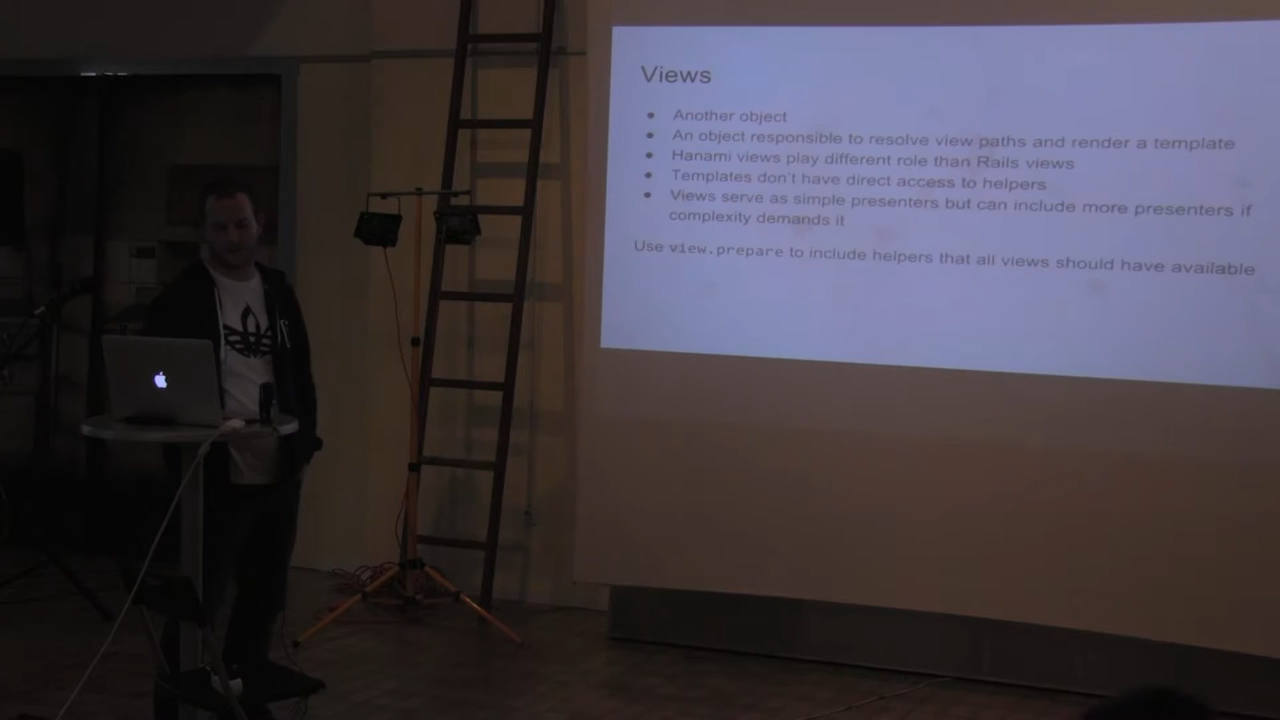 Views
● Another object
● An object responsible to resolve view paths and render a template
● Hanami views play different role than Rails views
● Templates don't have direct access to helpers
● Views serve as simple presenters but can include more presenters if
complexity demands it
Use view.prepare to include helpers that all views should have available